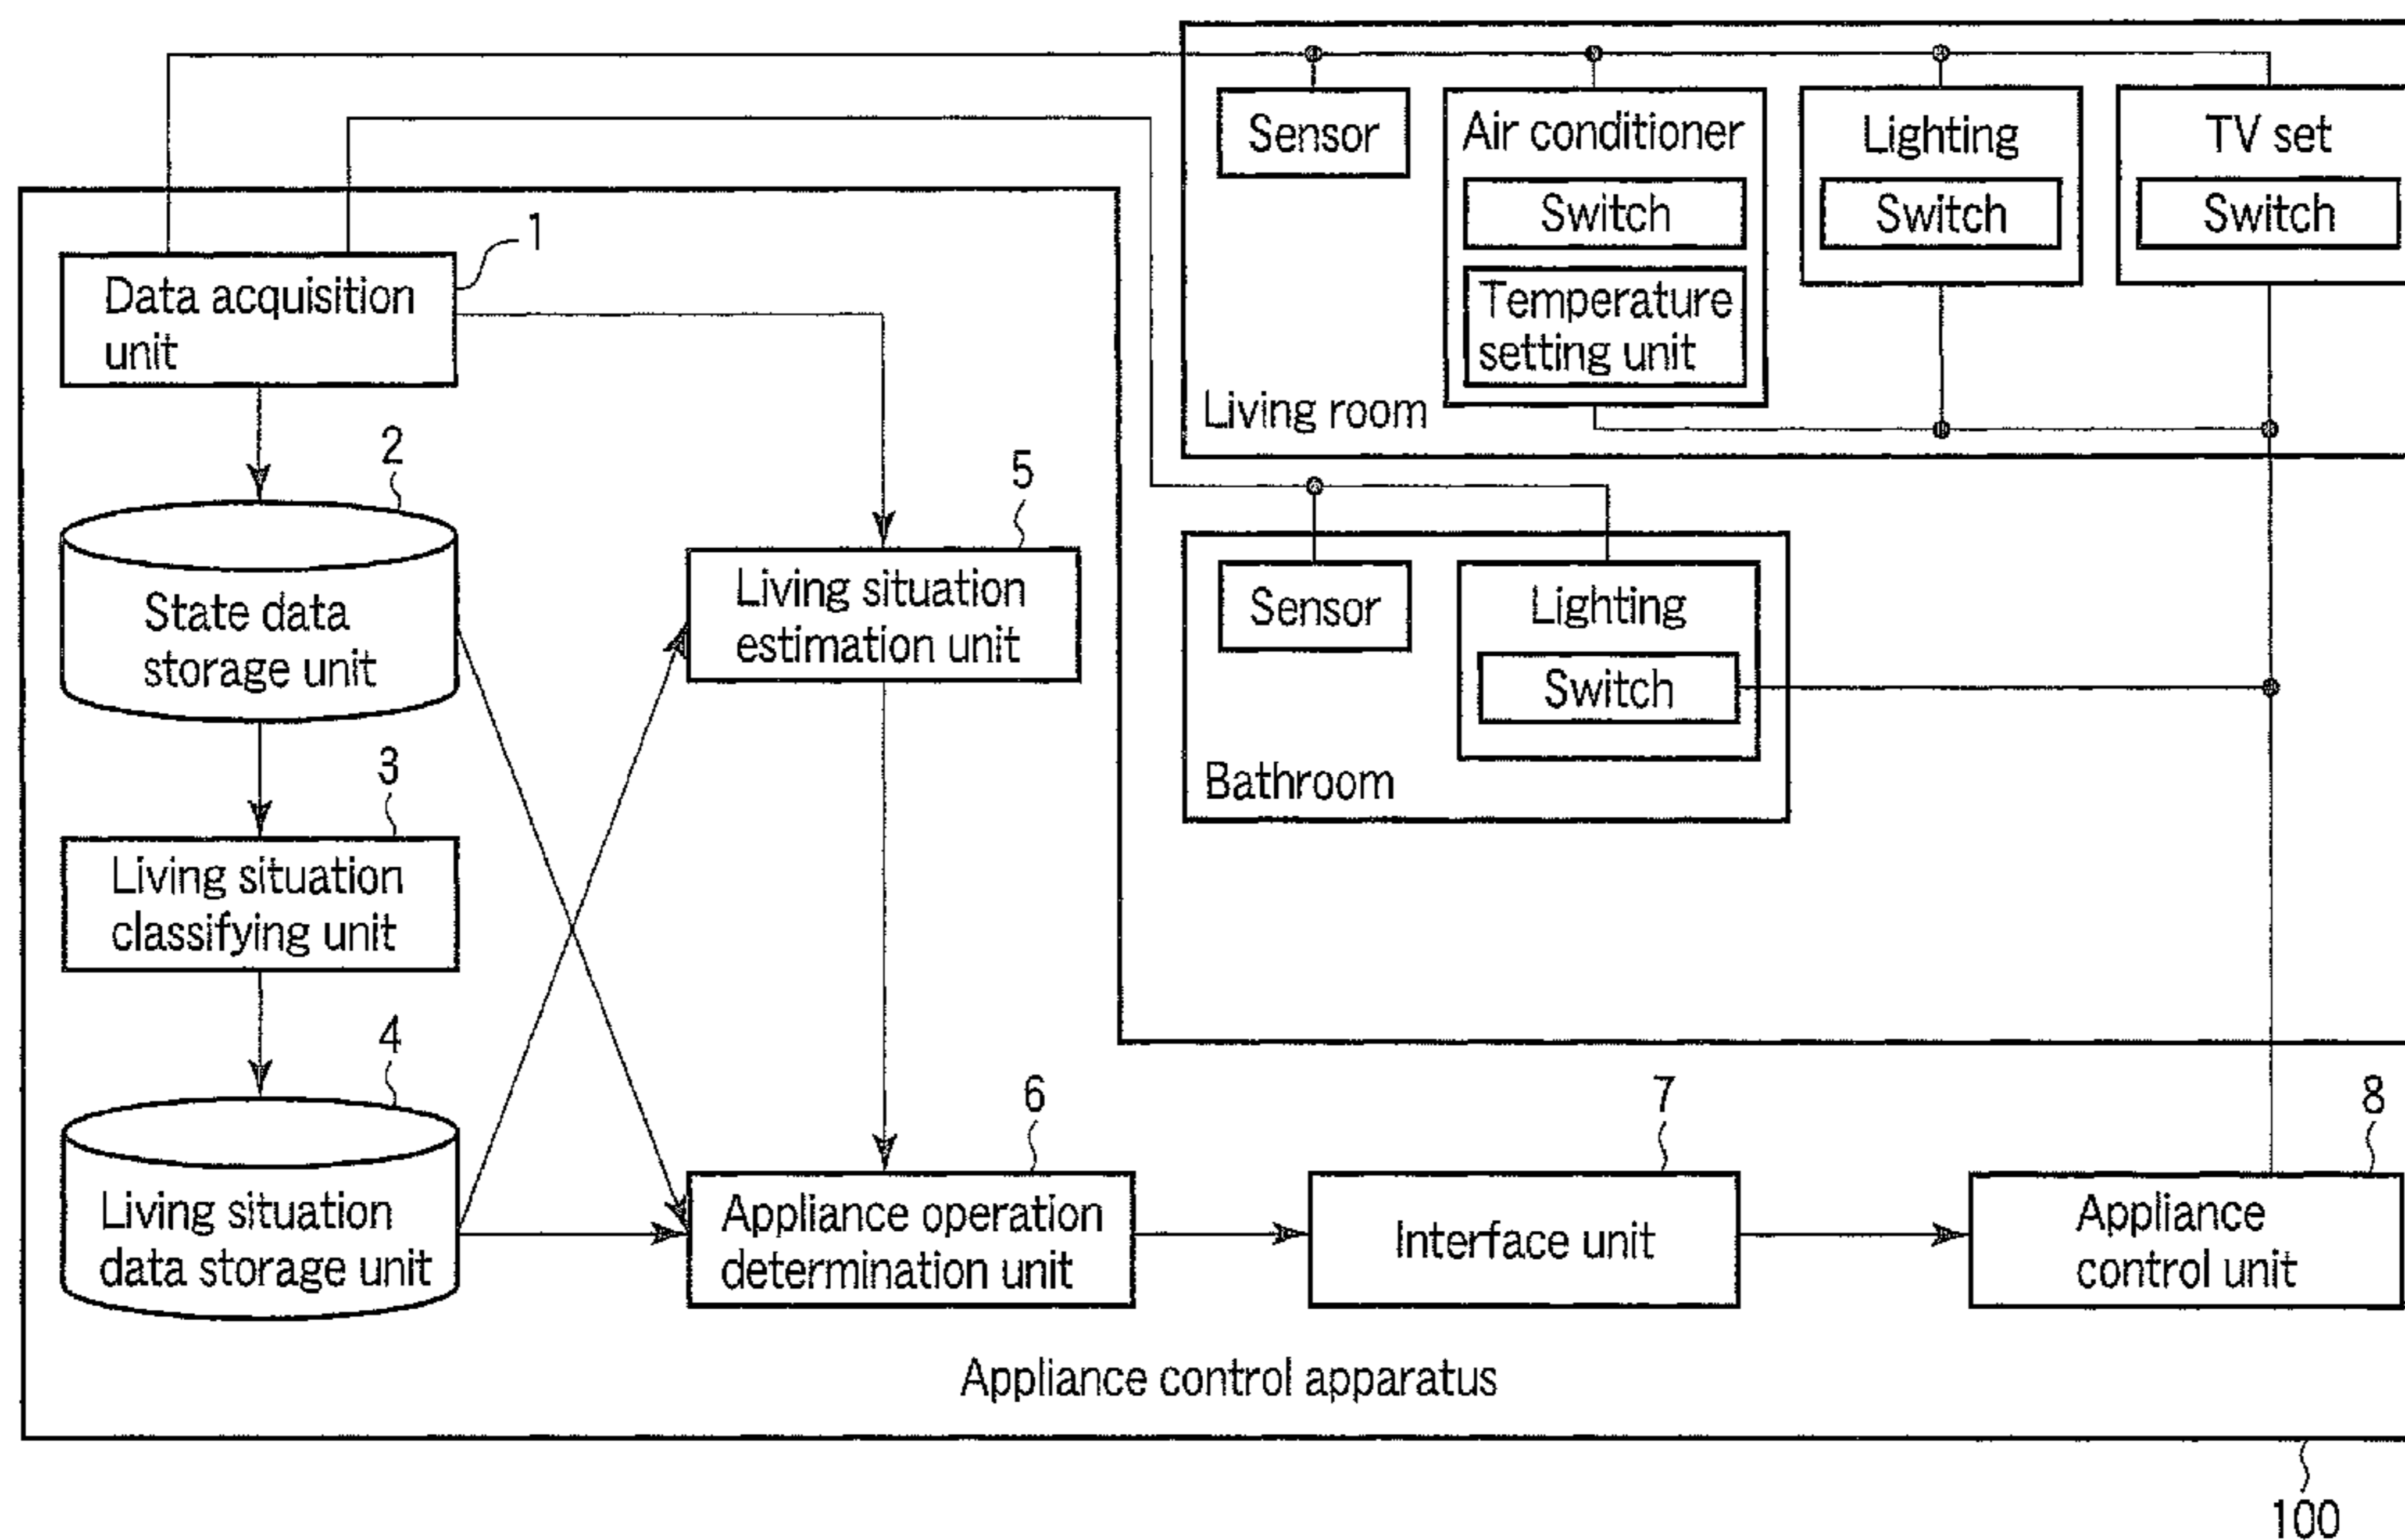 Sensor
Air conditioner
Switch
Temperature
setting unit
Lighting
Switch
TV set
Switch
Living room
1
Data acquisition
unit
2
State data
storage unit
3
Living situation
classifying unit
4
Living situation
data storage unit
5
Living situation
estimation unit
Sensor
Lighting
Switch
Bathroom
6
Appliance operation
determination unit
7
Interface unit
8
Appliance
control unit
Appliance control apparatus
100